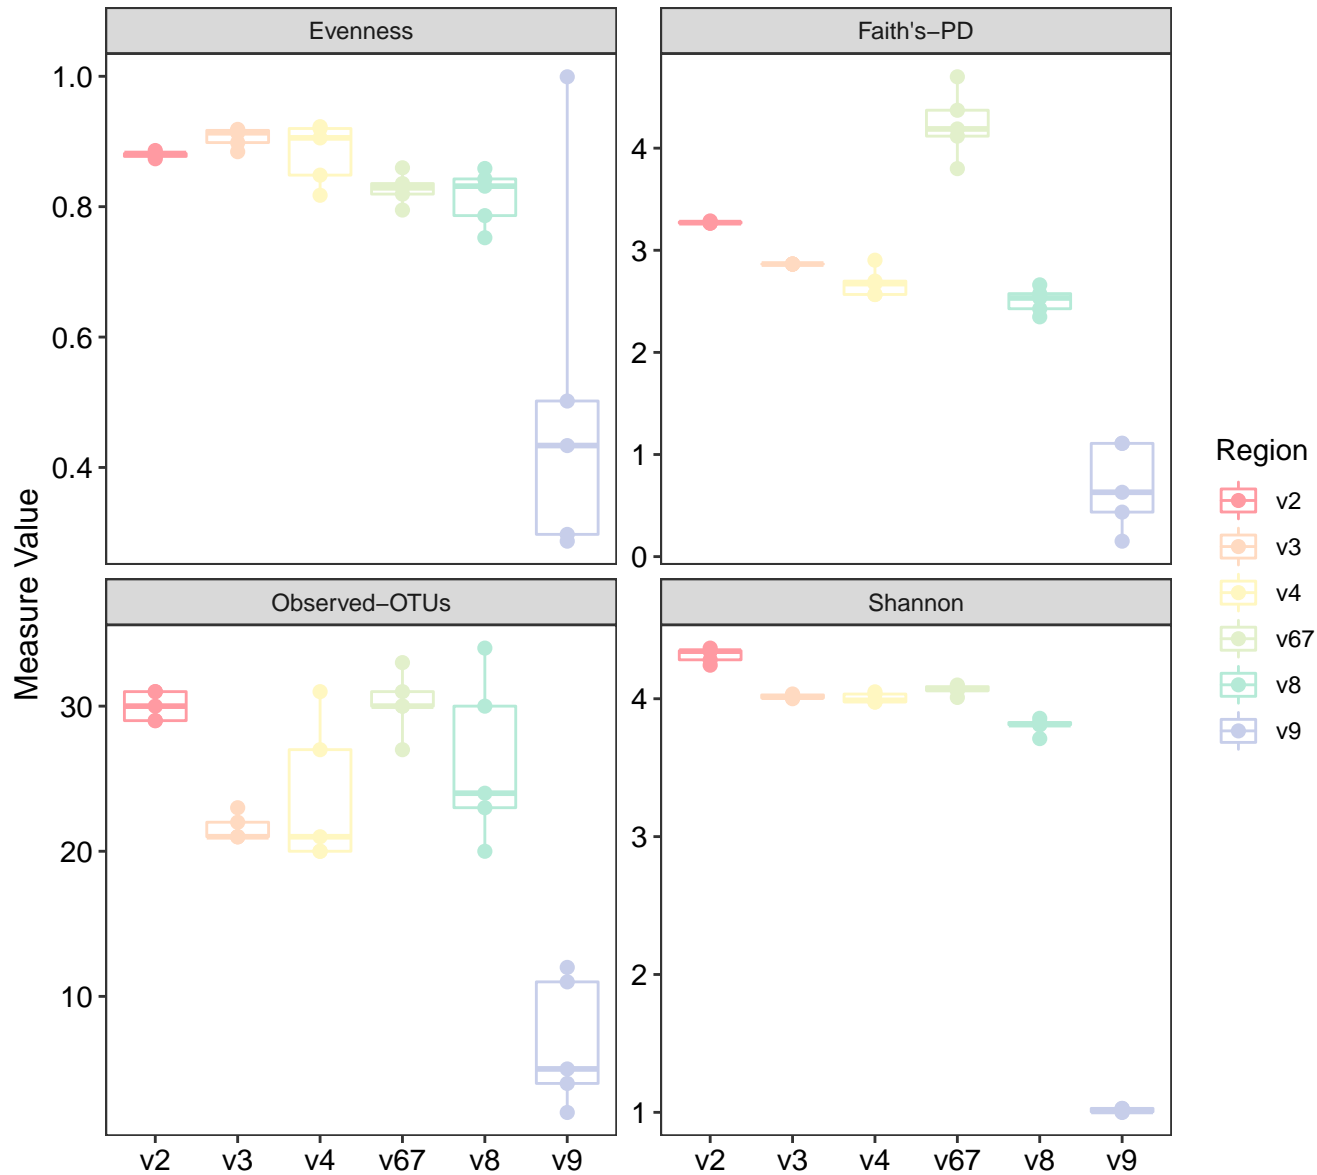 Evenness
Faith's−PD
1.0
0.8
0.6
0.4
4
3
2
1
0
Measure Value
Observed−OTUs
Shannon
30
20
10
4
3
2
1
v2 v3 v4 v67 v8 v9
v2 v3 v4 v67 v8 v9
Region
v2
v3
v4
v67
v8
v9